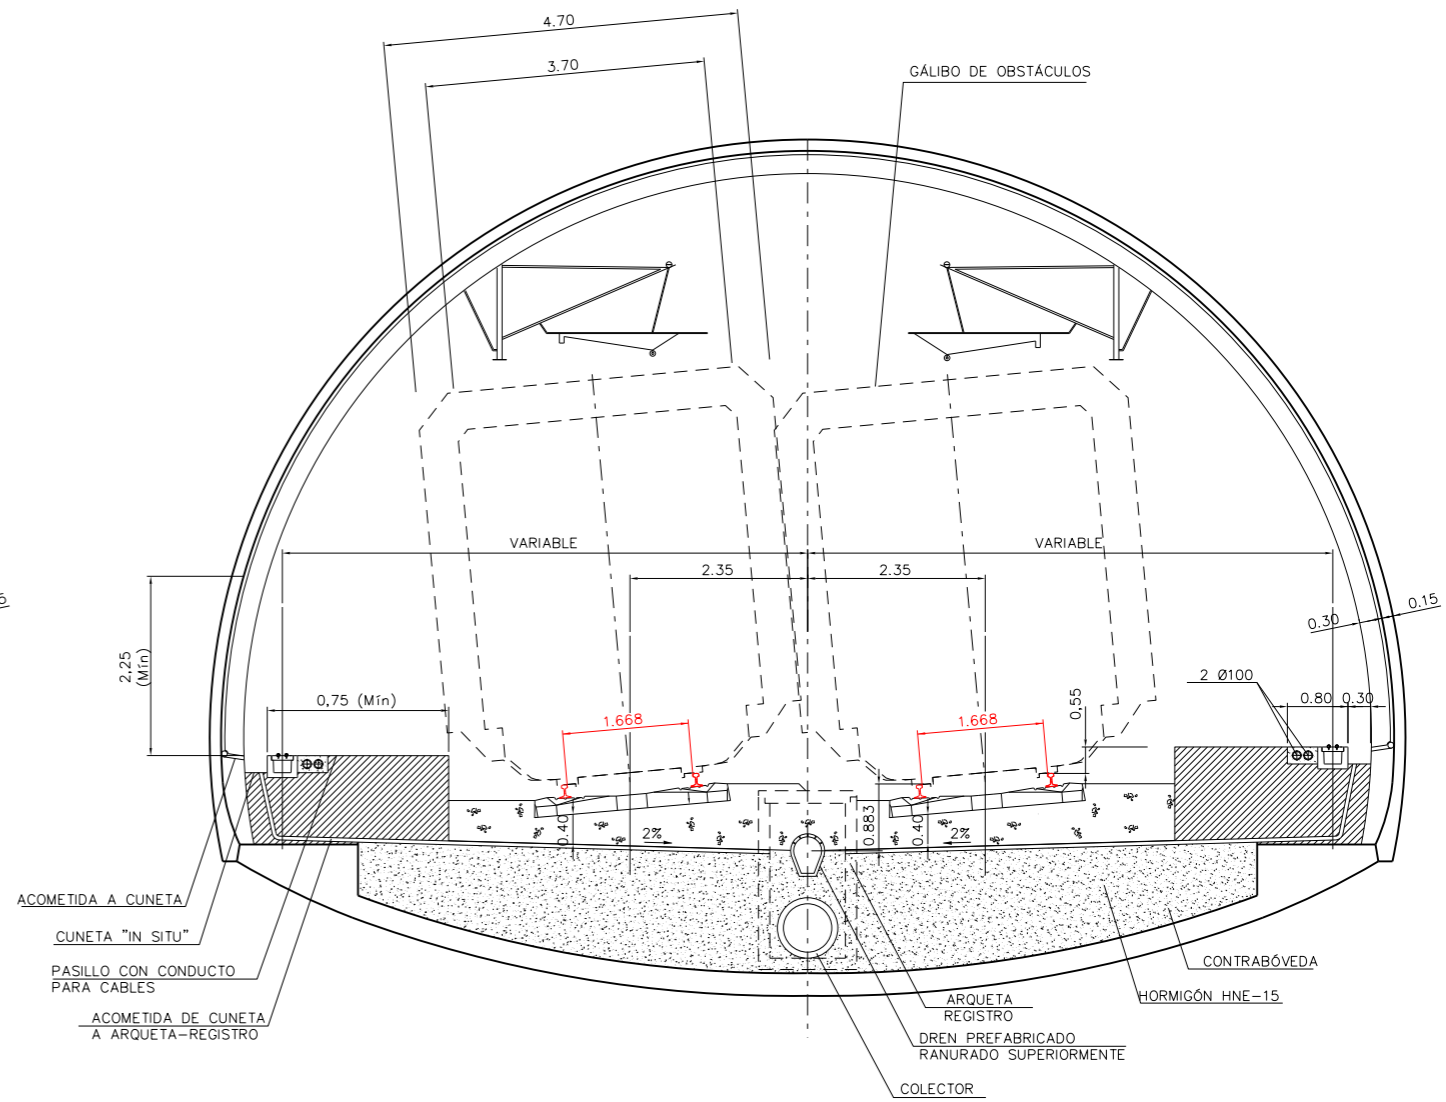 4.70
3.70
GÁLIBO DE OBSTÁCULOS
VARIABLE
VARIABLE
2.35
2.35
2,25
(Mín)
0.30
0.15
2 Ø100
0,75 (Mín)
1.668
1.668
0,55
0.80
0.30
0.40
2%
0.883
0.40
2%
ACOMETIDA A CUNETA
CUNETA "IN SITU"
PASILLO CON CONDUCTO
PARA CABLES
ACOMETIDA DE CUNETA
A ARQUETA-REGISTRO
CONTRABÓVEDA
HORMIGÓN HNE-15
ARQUETA
REGISTRO
DREN PREFABRICADO
RANURADO SUPERIORMENTE
COLECTOR